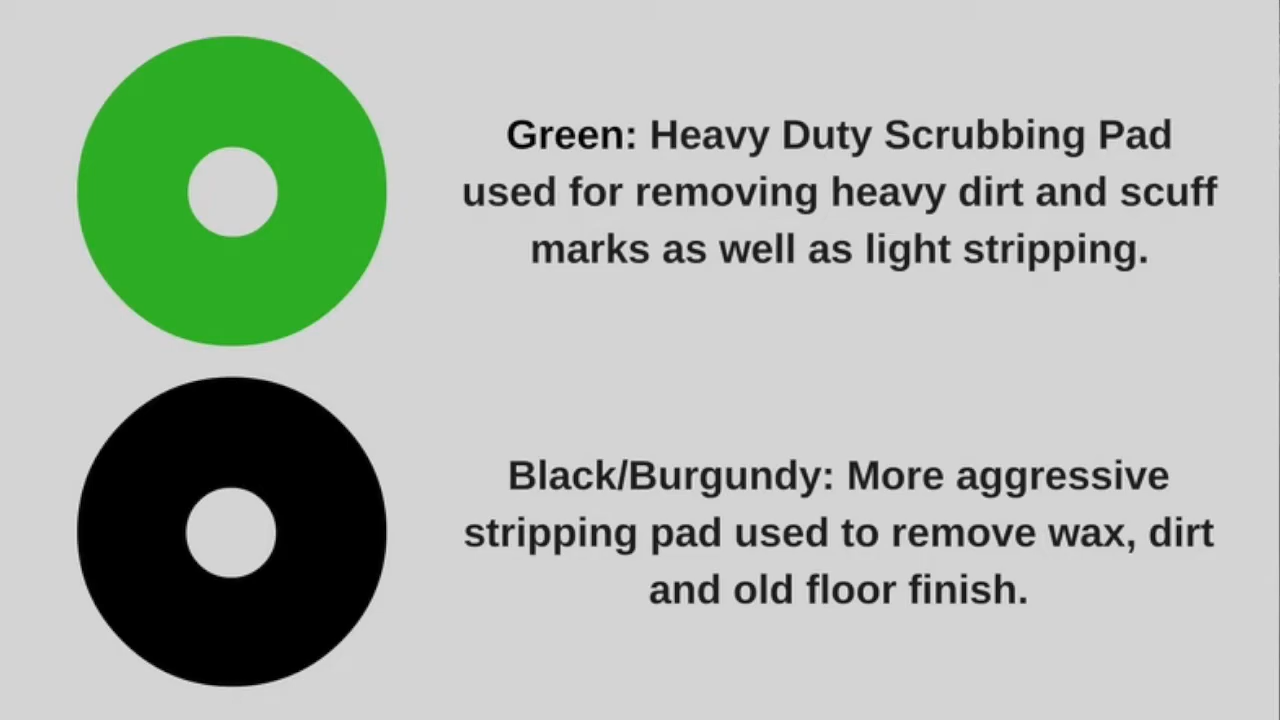 Green: Heavy Duty Scrubbing Pad
used for removing heavy dirt and scuff
marks as well as light stripping.
Black/Burgundy: More aggressive
stripping pad used to remove wax, dirt
and old floor finish.